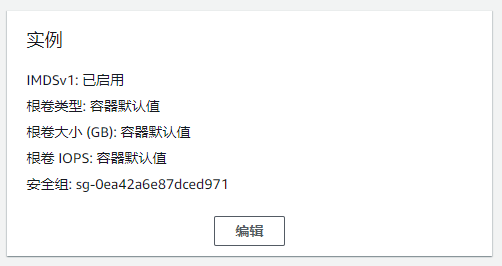 实例
IMDSv1: 已启用
根卷类型: 容器默认值
根卷大小 (GB): 容器默认值
根卷 IOPS: 容器默认值
安全组: sg-0ea42a6e87dced971
编辑